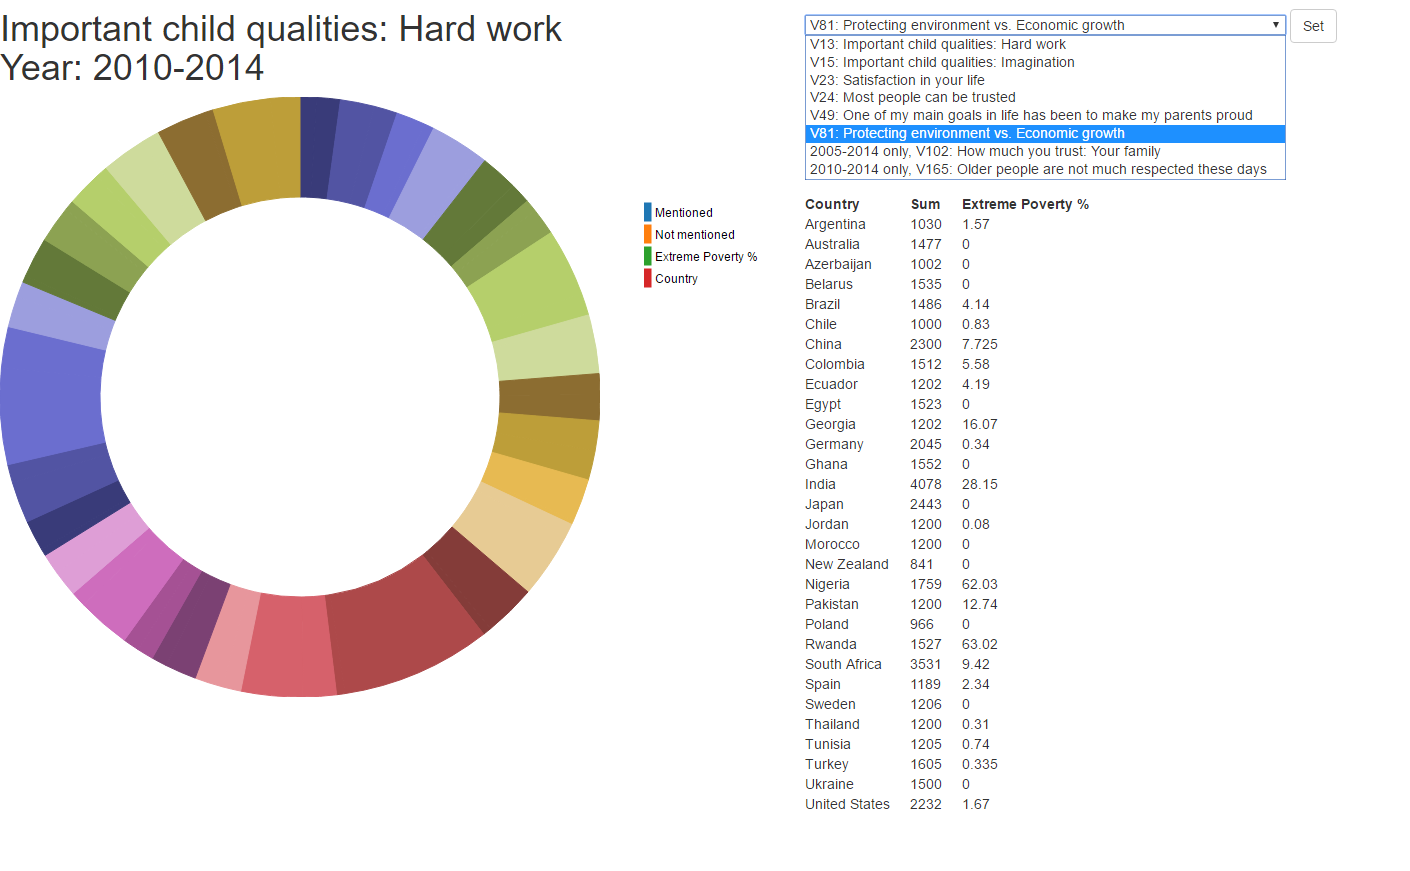 Important child qualities: Hard work
Year: 2010-2014
V81: Protecting environment vs. Economic growth
Set
V13: Important child qualities: Hard work
V15: Important child qualities: Imagination
V23: Satisfaction in your life
V24: Most people can be trusted
V49: One of my main goals in life has been to make my parents proud
V81: Protecting environment vs. Economic growth
2005-2014 only, V102: How much you trust: Your family
2010-2014 only, V165: Older people are not much respected these days
Mentioned
Not mentioned
Extreme Poverty %
Country
Country Sum Extreme Poverty %
Argentina 1030 1.57
Australia 1477 0
Azerbaijan 1002 0
Belarus 1535 0
Brazil 1486 4.14
Chile 1000 0.83
China 2300 7.725
Colombia 1512 5.58
Ecuador 1202 4.19
Egypt 1523 0
Georgia 1202 16.07
Germany 2045 0.34
Ghana 1552 0
India 4078 28.15
Japan 2443 0
Jordan 1200 0.08
Morocco 1200 0
New Zealand 841 0
Nigeria 1759 62.03
Pakistan 1200 12.74
Poland 966 0
Rwanda 1527 63.02
South Africa 3531 9.42
Spain 1189 2.34
Sweden 1206 0
Thailand 1200 0.31
Tunisia 1205 0.74
Turkey 1605 0.335
Ukraine 1500 0
United States 2232 1.67